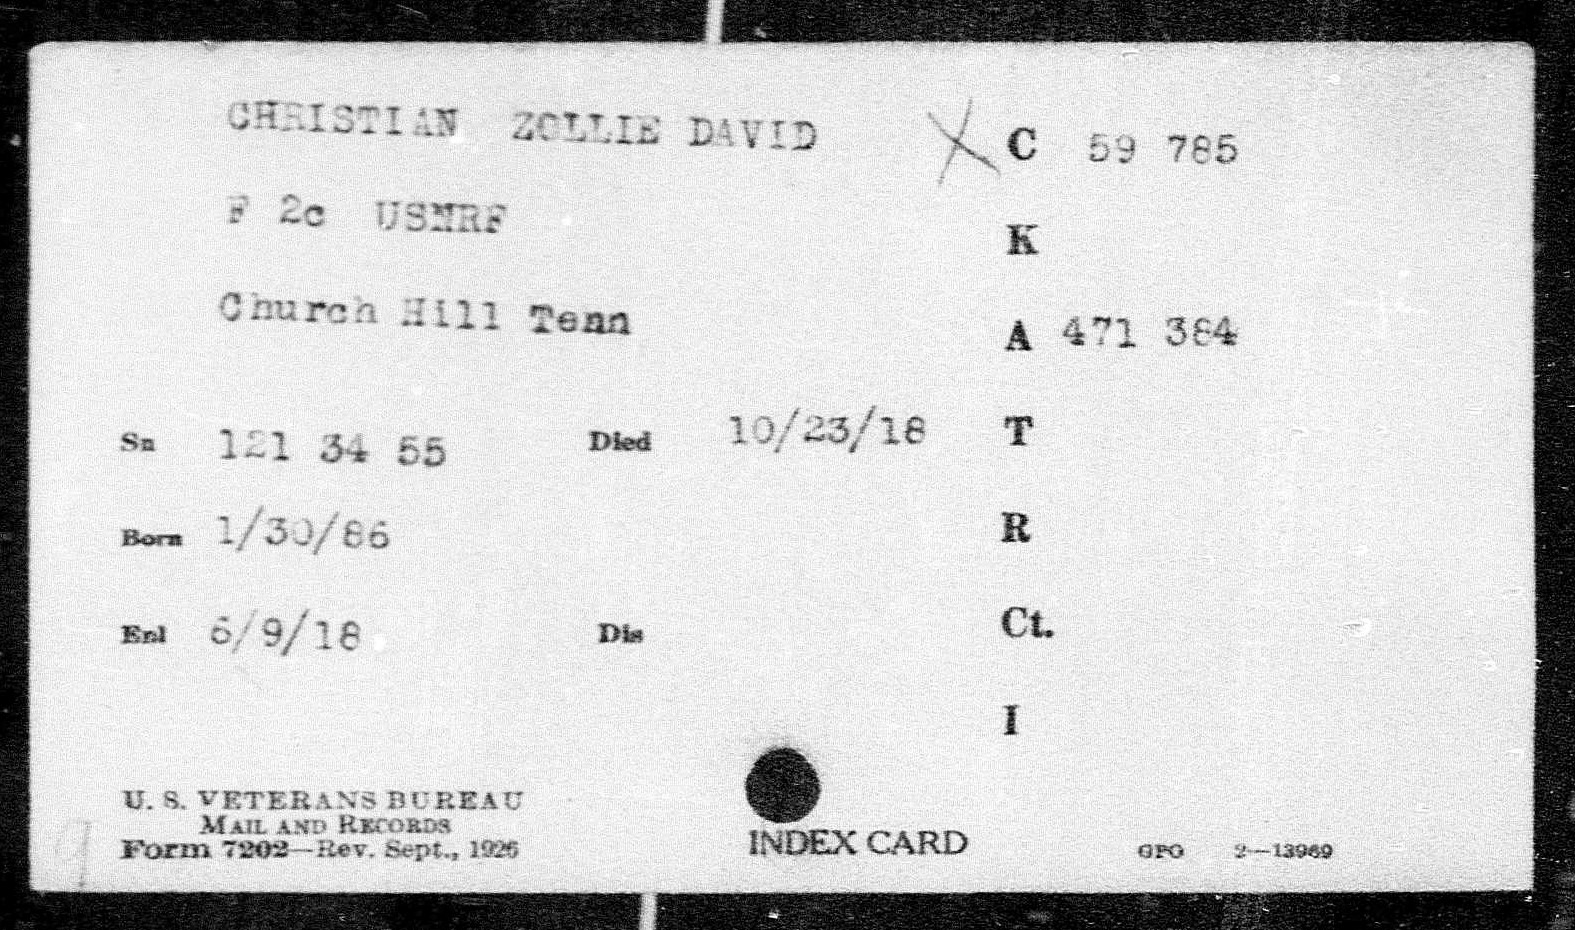 CHRISTIAN ZOLLIE DAVID X C 59 785
F 2c USNRF
K
Church Hill Tenn
A 471 384
Sn 121 34 55 Died 10/23/18 T
Born 1/30/86 R
Enl 6/9/18 Dis Ct.
I
U. S. VETERANS BUREAU
MAIL AND RECORDS
Form 7202—Rev. Sept., 1926
INDEX CARD
GPO 2—13969